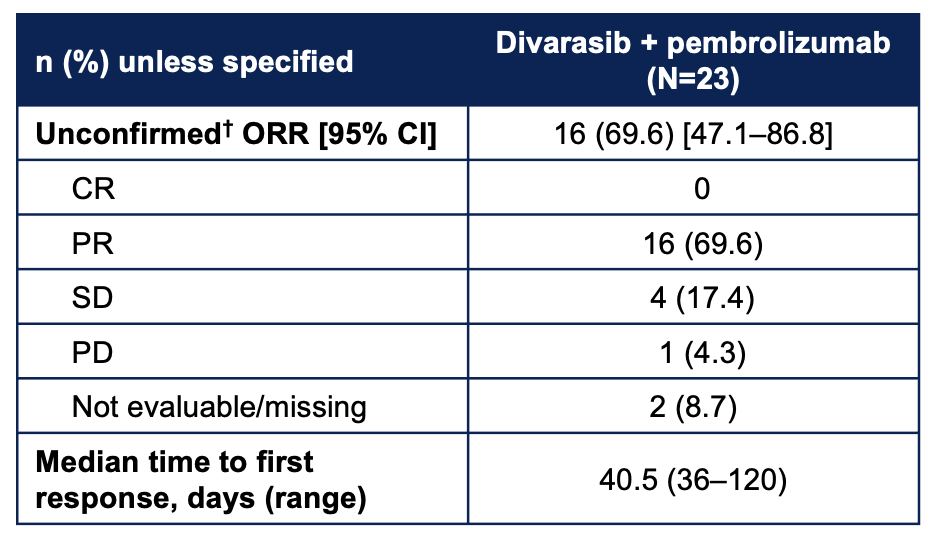 n (%) unless specified
Divarasib + pembrolizumab
(N=23)
Unconfirmed† ORR [95% CI]
16 (69.6) [47.1–86.8]
CR
0
PR
16 (69.6)
SD
4 (17.4)
PD
1 (4.3)
Not evaluable/missing
2 (8.7)
Median time to first
response, days (range)
40.5 (36–120)